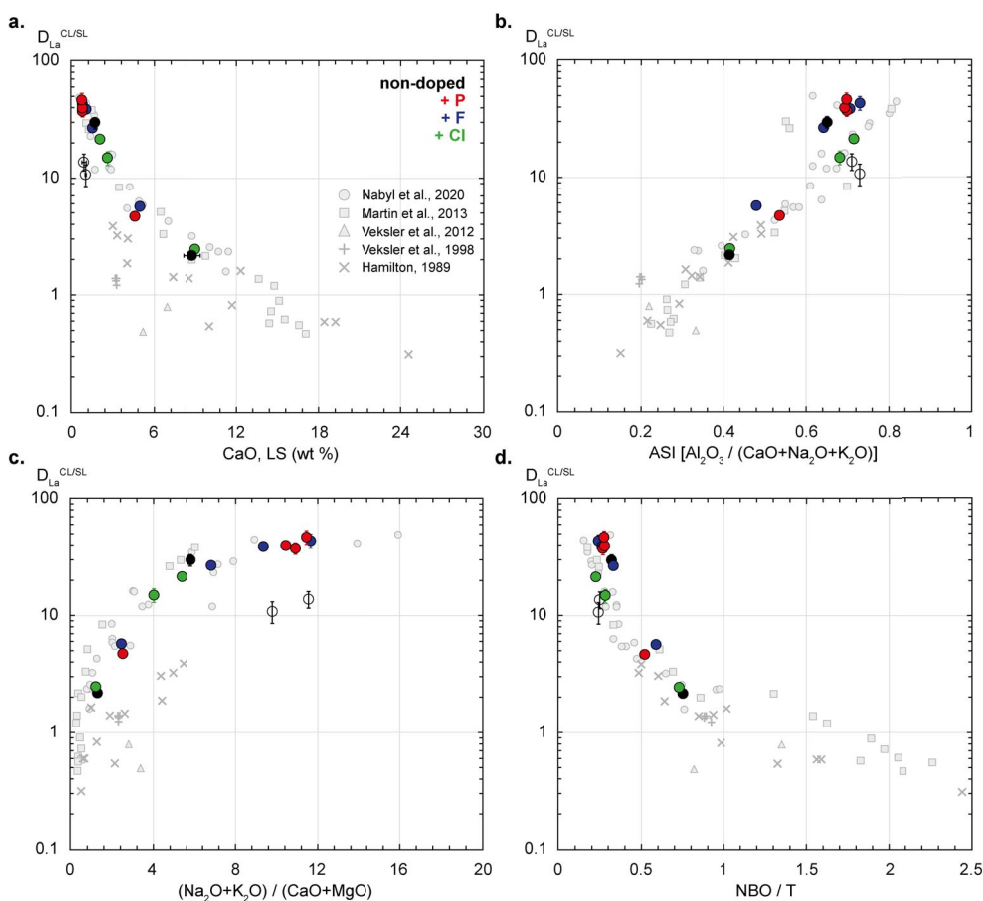 a.
D_La^CL/SL
100
10
1
0.1
0
6
12
18
24
30
CaO, LS (wt %)
non-doped
+ P
+ F
+ Cl
Nabyl et al., 2020
Martin et al., 2013
Veksler et al., 2012
Veksler et al., 1998
Hamilton, 1989
b.
D_La^CL/SL
100
10
1
0.1
0
0.2
0.4
0.6
0.8
1
ASI [Al₂O₃ / (CaO+Na₂O+K₂O)]
c.
D_La^CL/SL
100
10
1
0.1
0
4
8
12
16
20
(Na₂O+K₂O) / (CaO+MgO)
d.
D_La^CL/SL
100
10
1
0.1
0
0.5
1
1.5
2.0
2.5
NBO / T